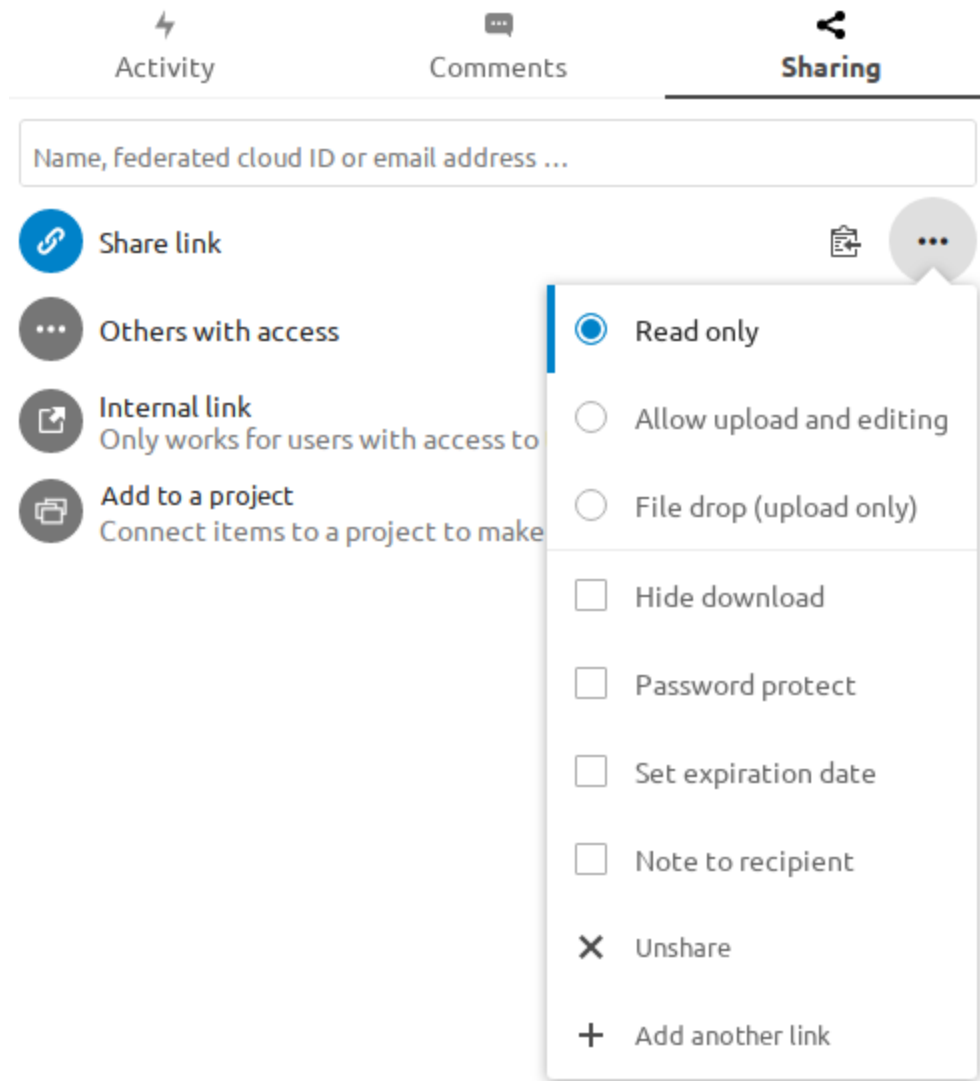 Activity
Comments
Sharing
Name, federated cloud ID or email address ...
Share link
Others with access
Internal link
Only works for users with access to
Add to a project
Connect items to a project to make
Read only
Allow upload and editing
File drop (upload only)
Hide download
Password protect
Set expiration date
Note to recipient
Unshare
Add another link